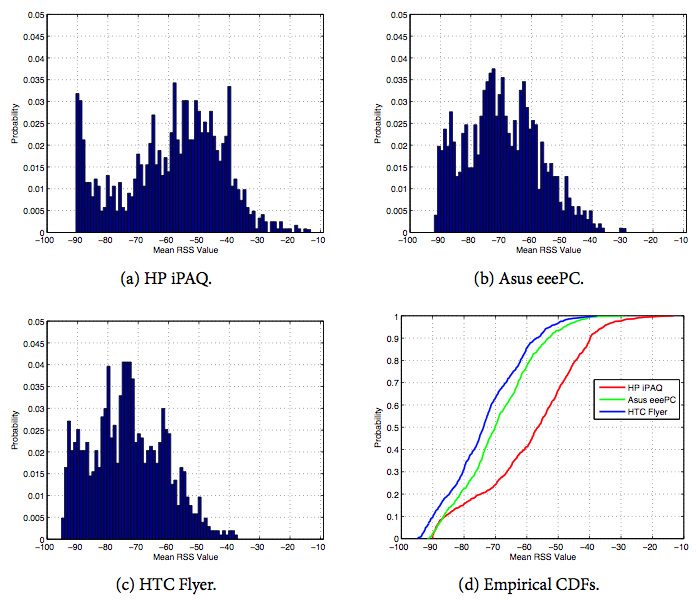 0.05
0.045
0.04
0.035
0.03
0.025
0.02
0.015
0.01
0.005
0
Probability
−100 −90 −80 −70 −60 −50 −40 −30 −20 −10
Mean RSS Value
(a) HP iPAQ.
0.05
0.045
0.04
0.035
0.03
0.025
0.02
0.015
0.01
0.005
0
Probability
−100 −90 −80 −70 −60 −50 −40 −30 −20 −10
Mean RSS Value
(b) Asus eeePC.
0.05
0.045
0.04
0.035
0.03
0.025
0.02
0.015
0.01
0.005
0
Probability
−100 −90 −80 −70 −60 −50 −40 −30 −20 −10
Mean RSS Value
(c) HTC Flyer.
1
0.9
0.8
0.7
0.6
0.5
0.4
0.3
0.2
0.1
0
Probability
HP iPAQ
Asus eeePC
HTC Flyer
−100 −90 −80 −70 −60 −50 −40 −30 −20 −10
Mean RSS Value
(d) Empirical CDFs.